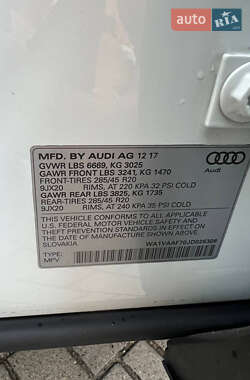 AUTO.RIA.com
MFD. BY AUDI AG 12 17
GVWR LBS 6669, KG 3025
GAWR FRONT LBS 3241, KG 1470
FRONT-TIRES 285/45 R20
9JX20 RIMS, AT 220 KPA 32 PSI COLD
GAWR REAR LBS 3825, KG 1735
REAR-TIRES 285/45 R20
9JX20 RIMS, AT 240 KPA 35 PSI COLD
THIS VEHICLE CONFORMS TO ALL APPLICABLE
U.S. FEDERAL MOTOR VEHICLE SAFETY AND
THEFT PREVENTION STANDARDS IN EFFECT
ON THE DATE OF MANUFACTURE SHOWN ABOVE
SLOVAKIA
TYPE:
MPV
Audi